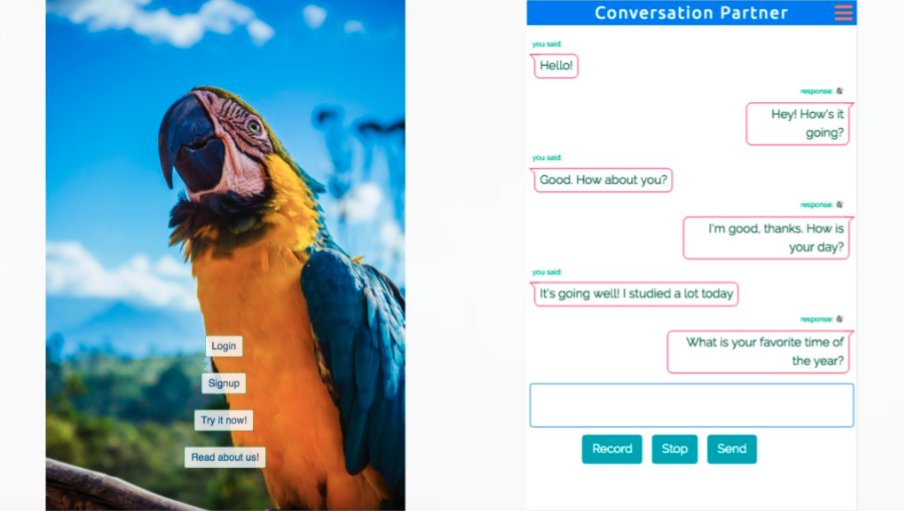 Login
Signup
Try it now!
Read about us!
Conversation Partner
you said:
Hello!
response:
Hey! How's it
going?
you said:
Good. How about you?
response:
I'm good, thanks. How is
your day?
you said:
It's going well! I studied a lot today
response:
What is your favorite time of
the year?
Record
Stop
Send